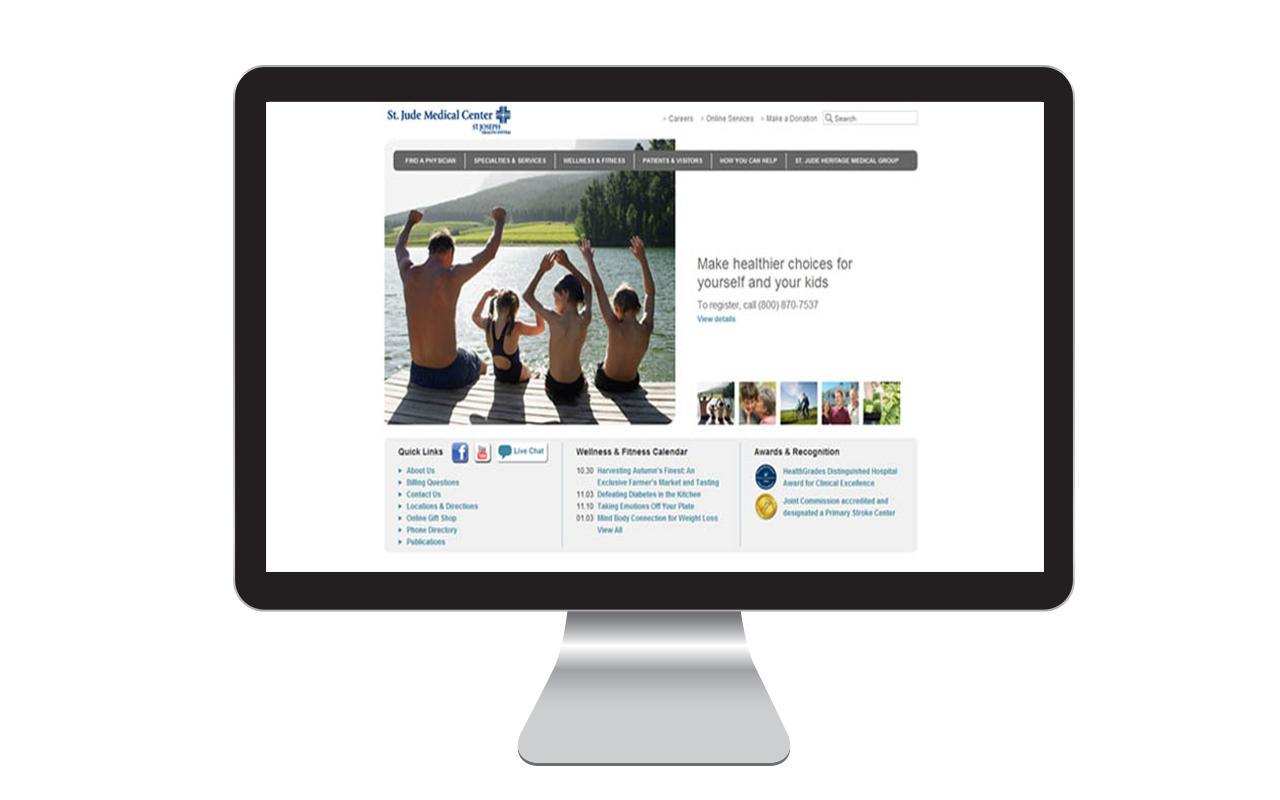 St. Jude Medical Center
ST. JOSEPH
HEALTH SYSTEM
Careers Online Services Make a Donation Search
FIND A PHYSICIAN SPECIALTIES & SERVICES WELLNESS & FITNESS PATIENTS & VISITORS HOW YOU CAN HELP ST. JUDE HERITAGE MEDICAL GROUP
Make healthier choices for
yourself and your kids
To register, call (800) 870-7537
View details
Quick Links
You
Tube
Live Chat
About Us
Billing Questions
Contact Us
Locations & Directions
Online Gift Shop
Phone Directory
Publications
Wellness & Fitness Calendar
10.30 Harvesting Autumn's Finest: An
Exclusive Farmer's Market and Tasting
11.03 Defeating Diabetes in the Kitchen
11.10 Taking Emotions Off Your Plate
01.03 Mind Body Connection for Weight Loss
View All
Awards & Recognition
HealthGrades Distinguished Hospital
Award for Clinical Excellence
Joint Commission accredited and
designated a Primary Stroke Center